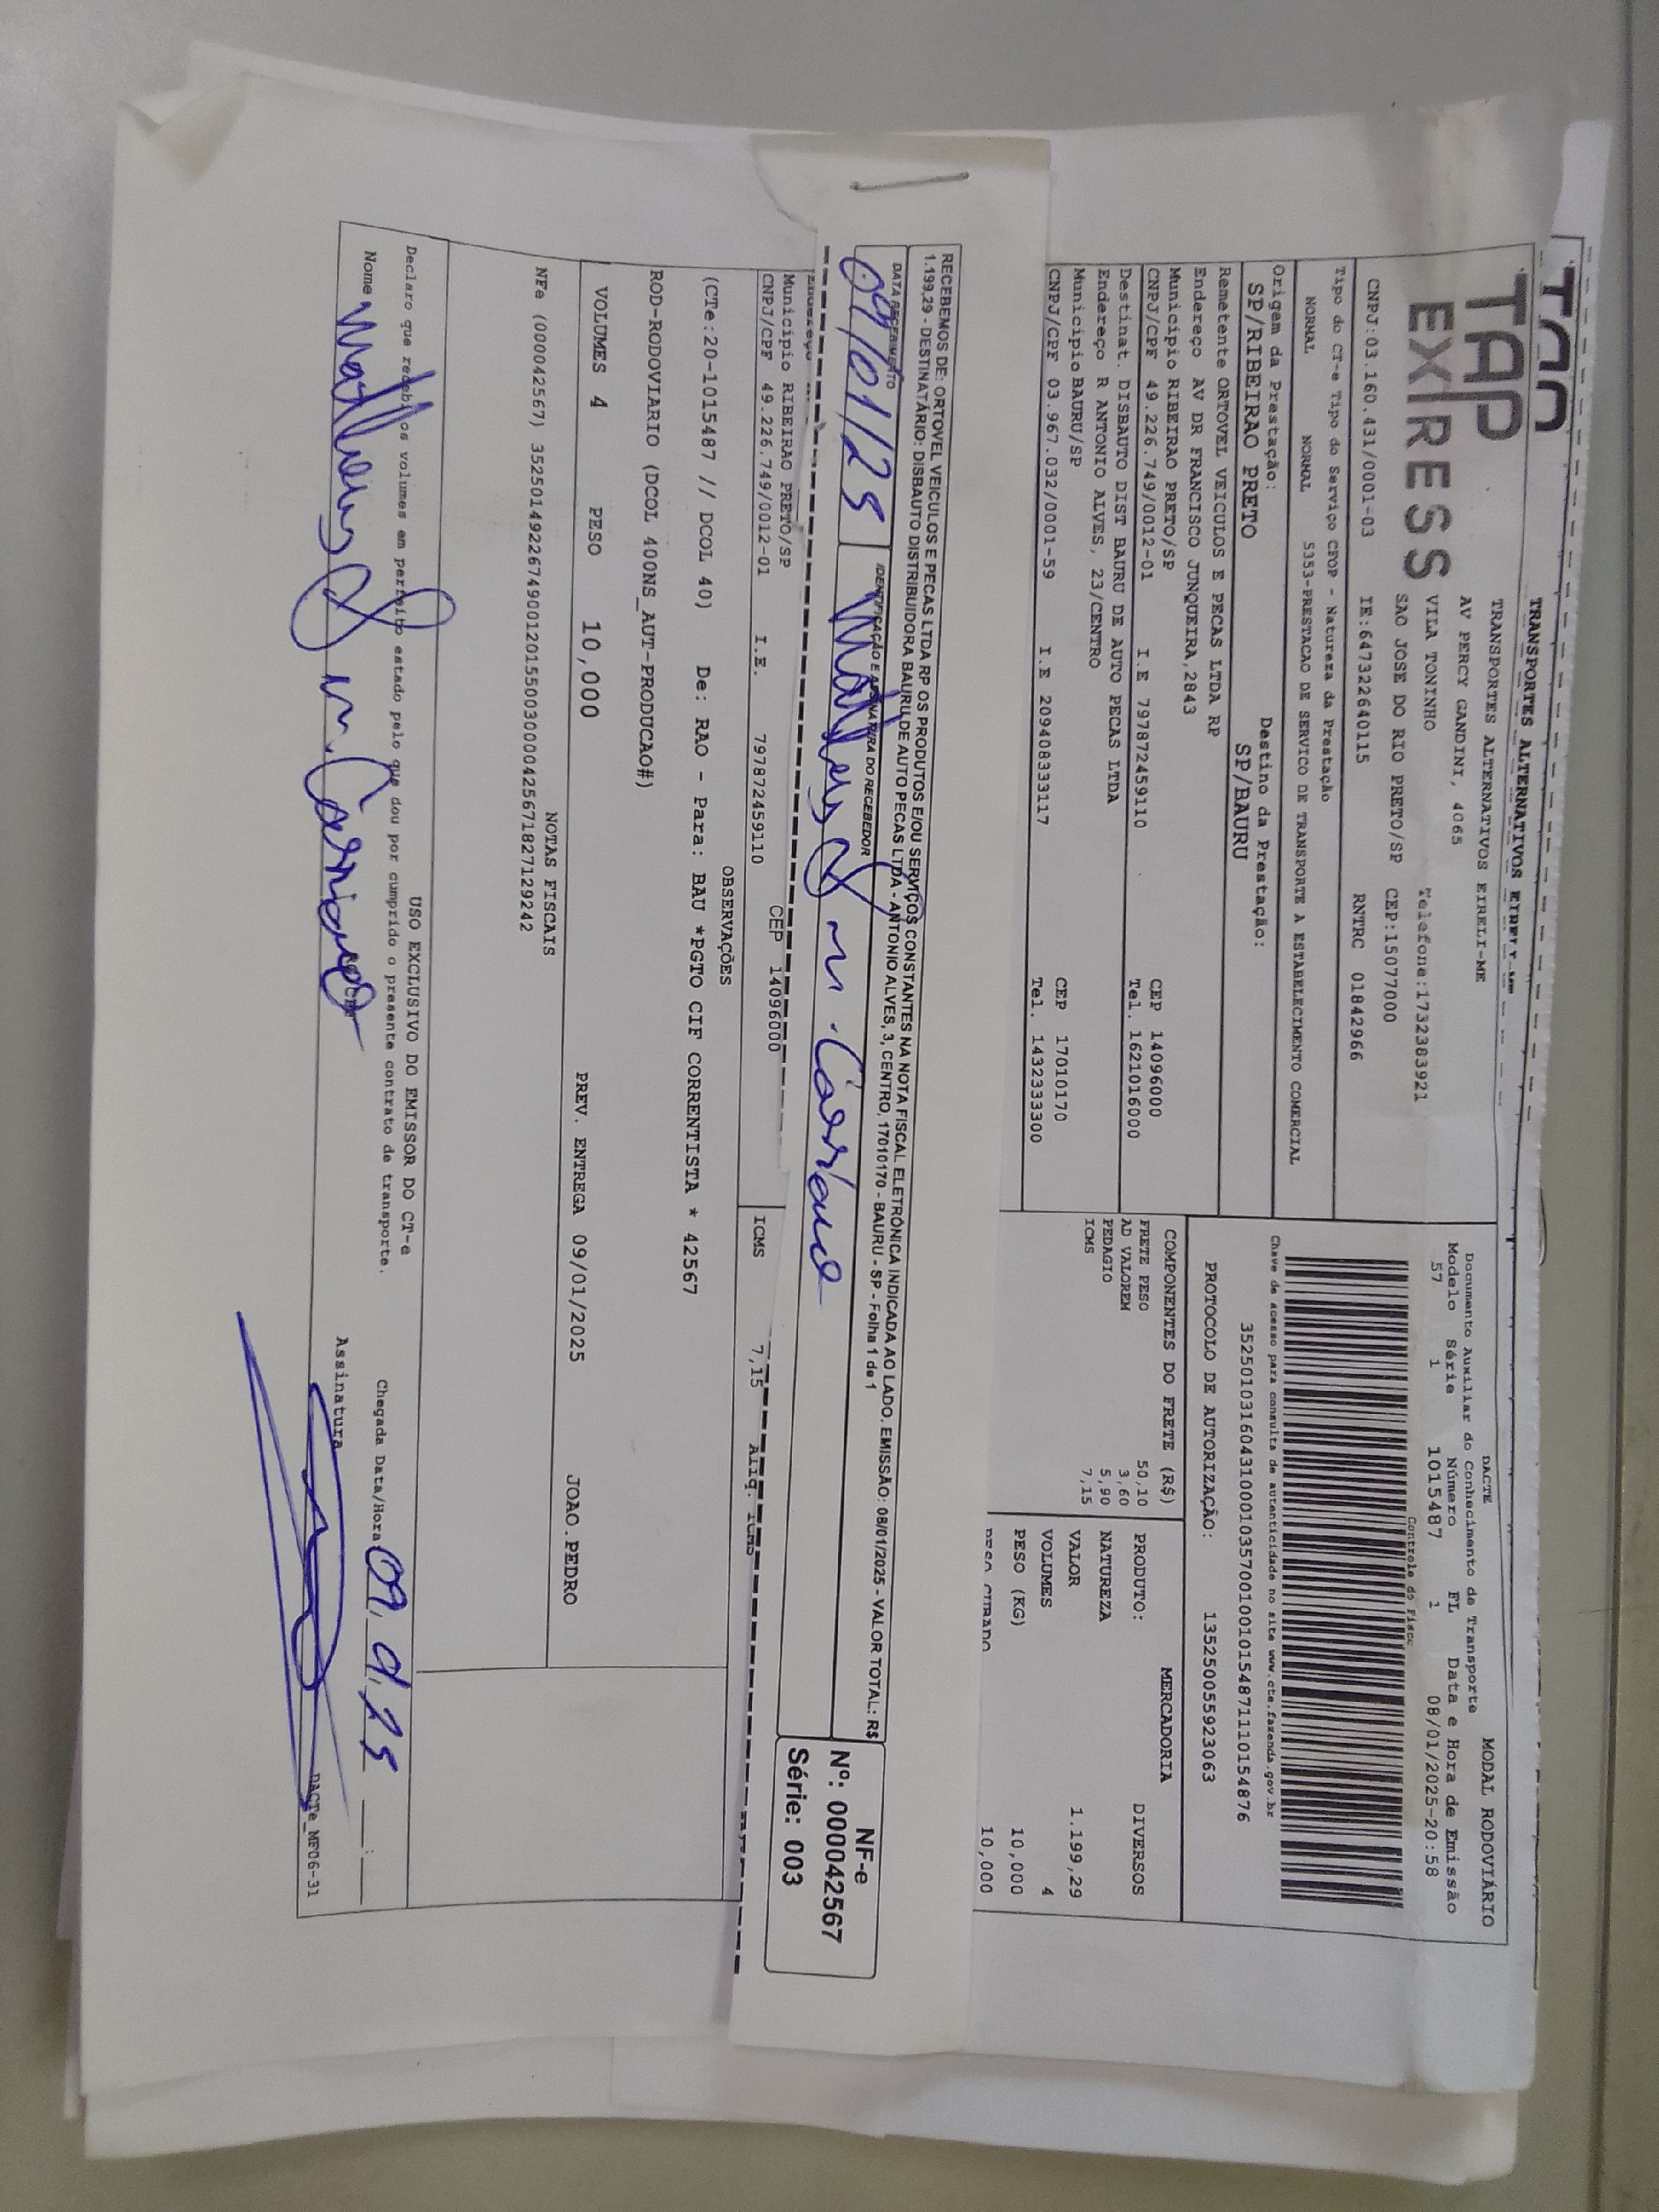 TRANSPORTES ALTERNATIVOS
TAP
EXPRESS
TRANSPORTES ALTERNATIVOS EIRELI-ME
AV PERCY GANDINI, 4065
VILA TONINHO
Telefone:1732383921
SAO JOSE DO RIO PRETO/SP CEP:15077000
CNPJ:03.160.431/0001-03 IE:647322640115 RNTRC 01842966
DACTE
MODAL RODOVIÁRIO
Documento Auxiliar do Conhecimento de Transporte
Modelo Série Número FL Data e Hora de Emissão
57 1 1015487 1 08/01/2025-20:58
Controle do Fisco
Chave de acesso para consulta de autenticidade no site www.cte.fazenda.gov.br
35250103160431000103570010010154871110154876
PROTOCOLO DE AUTORIZAÇÃO: 135250055923063
Tipo do CT-e Tipo do Serviço CFOP - Natureza da Prestação
NORMAL NORMAL 5353-PRESTACAO DE SERVICO DE TRANSPORTE A ESTABELECIMENTO COMERCIAL
Origem da Prestação: Destino da Prestação:
SP/RIBEIRAO PRETO SP/BAURU
Remetente ORTOVEL VEICULOS E PECAS LTDA RP
Endereço AV DR FRANCISCO JUNQUEIRA,2843
Municipio RIBEIRAO PRETO/SP CEP 14096000
CNPJ/CPF 49.226.749/0012-01 I.E 797872459110 Tel. 1621016000
Destinat. DISBAUTO DIST BAURU DE AUTO PECAS LTDA
Endereço R ANTONIO ALVES, 23/CENTRO
Municipio BAURU/SP CEP 17010170
CNPJ/CPF 03.967.032/0001-59 I.E 209408333117 Tel. 1432333300
COMPONENTES DO FRETE (R$)
FRETE PESO 50,10
AD VALOREM 3,60
PEDAGIO 5,90
ICMS 7,15
MERCADORIA
PRODUTO: DIVERSOS
NATUREZA
VALOR 1.199,29
VOLUMES 4
PESO (KG) 10,000
PESO CUBADO 10,000
RECEBEMOS DE: ORTOVEL VEICULOS E PECAS LTDA RP OS PRODUTOS E/OU SERVIÇOS CONSTANTES NA NOTA FISCAL ELETRÔNICA INDICADA AO LADO. EMISSÃO: 08/01/2025 - VALOR TOTAL: R$
1.199,29 - DESTINATÁRIO: DISBAUTO DISTRIBUIDORA BAURU DE AUTO PECAS LTDA - ANTONIO ALVES, 3, CENTRO, 17010170 - BAURU - SP - Folha 1 de 1
DATA RECEBIMENTO IDENTIFICAÇÃO E ASSINATURA DO RECEBEDOR
09/01/25
NF-e
Nº: 000042567
Série: 003
Municipio RIBEIRAO PRETO/SP CEP 14096000
CNPJ/CPF 49.226.749/0012-01 I.E. 797872459110
ICMS 7,15 Aliq. ICMS
OBSERVAÇÕES
(CTe:20-1015487 // DCOL 40) De: RAO - Para: BAU *PGTO CIF CORRENTISTA * 42567
ROD-RODOVIARIO (DCOL 400NS_AUT-PRODUCAO#)
VOLUMES 4 PESO 10,000 PREV. ENTREGA 09/01/2025 JOAO.PEDRO
NOTAS FISCAIS
NFe (000042567) 35250149226749001201550030000425671827129242
USO EXCLUSIVO DO EMISSOR DO CT-e
Declaro que recebi os volumes em perfeito estado pelo que dou por cumprido o presente contrato de transporte.
Chegada Data/Hora 09.01.25
Nome
Assinatura
DACTe_MF06-31